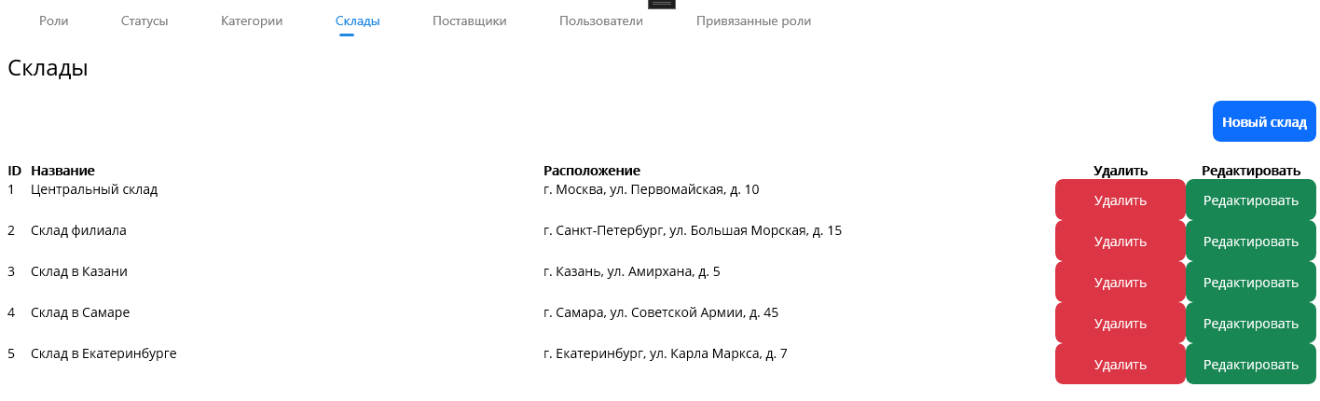 Роли Статусы Категории Склады Поставщики Пользователи Привязанные роли
Склады
Новый склад
ID Название Расположение Удалить Редактировать
1 Центральный склад г. Москва, ул. Первомайская, д. 10 Удалить Редактировать
2 Склад филиала г. Санкт-Петербург, ул. Большая Морская, д. 15 Удалить Редактировать
3 Склад в Казани г. Казань, ул. Амирхана, д. 5 Удалить Редактировать
4 Склад в Самаре г. Самара, ул. Советской Армии, д. 45 Удалить Редактировать
5 Склад в Екатеринбурге г. Екатеринбург, ул. Карла Маркса, д. 7 Удалить Редактировать